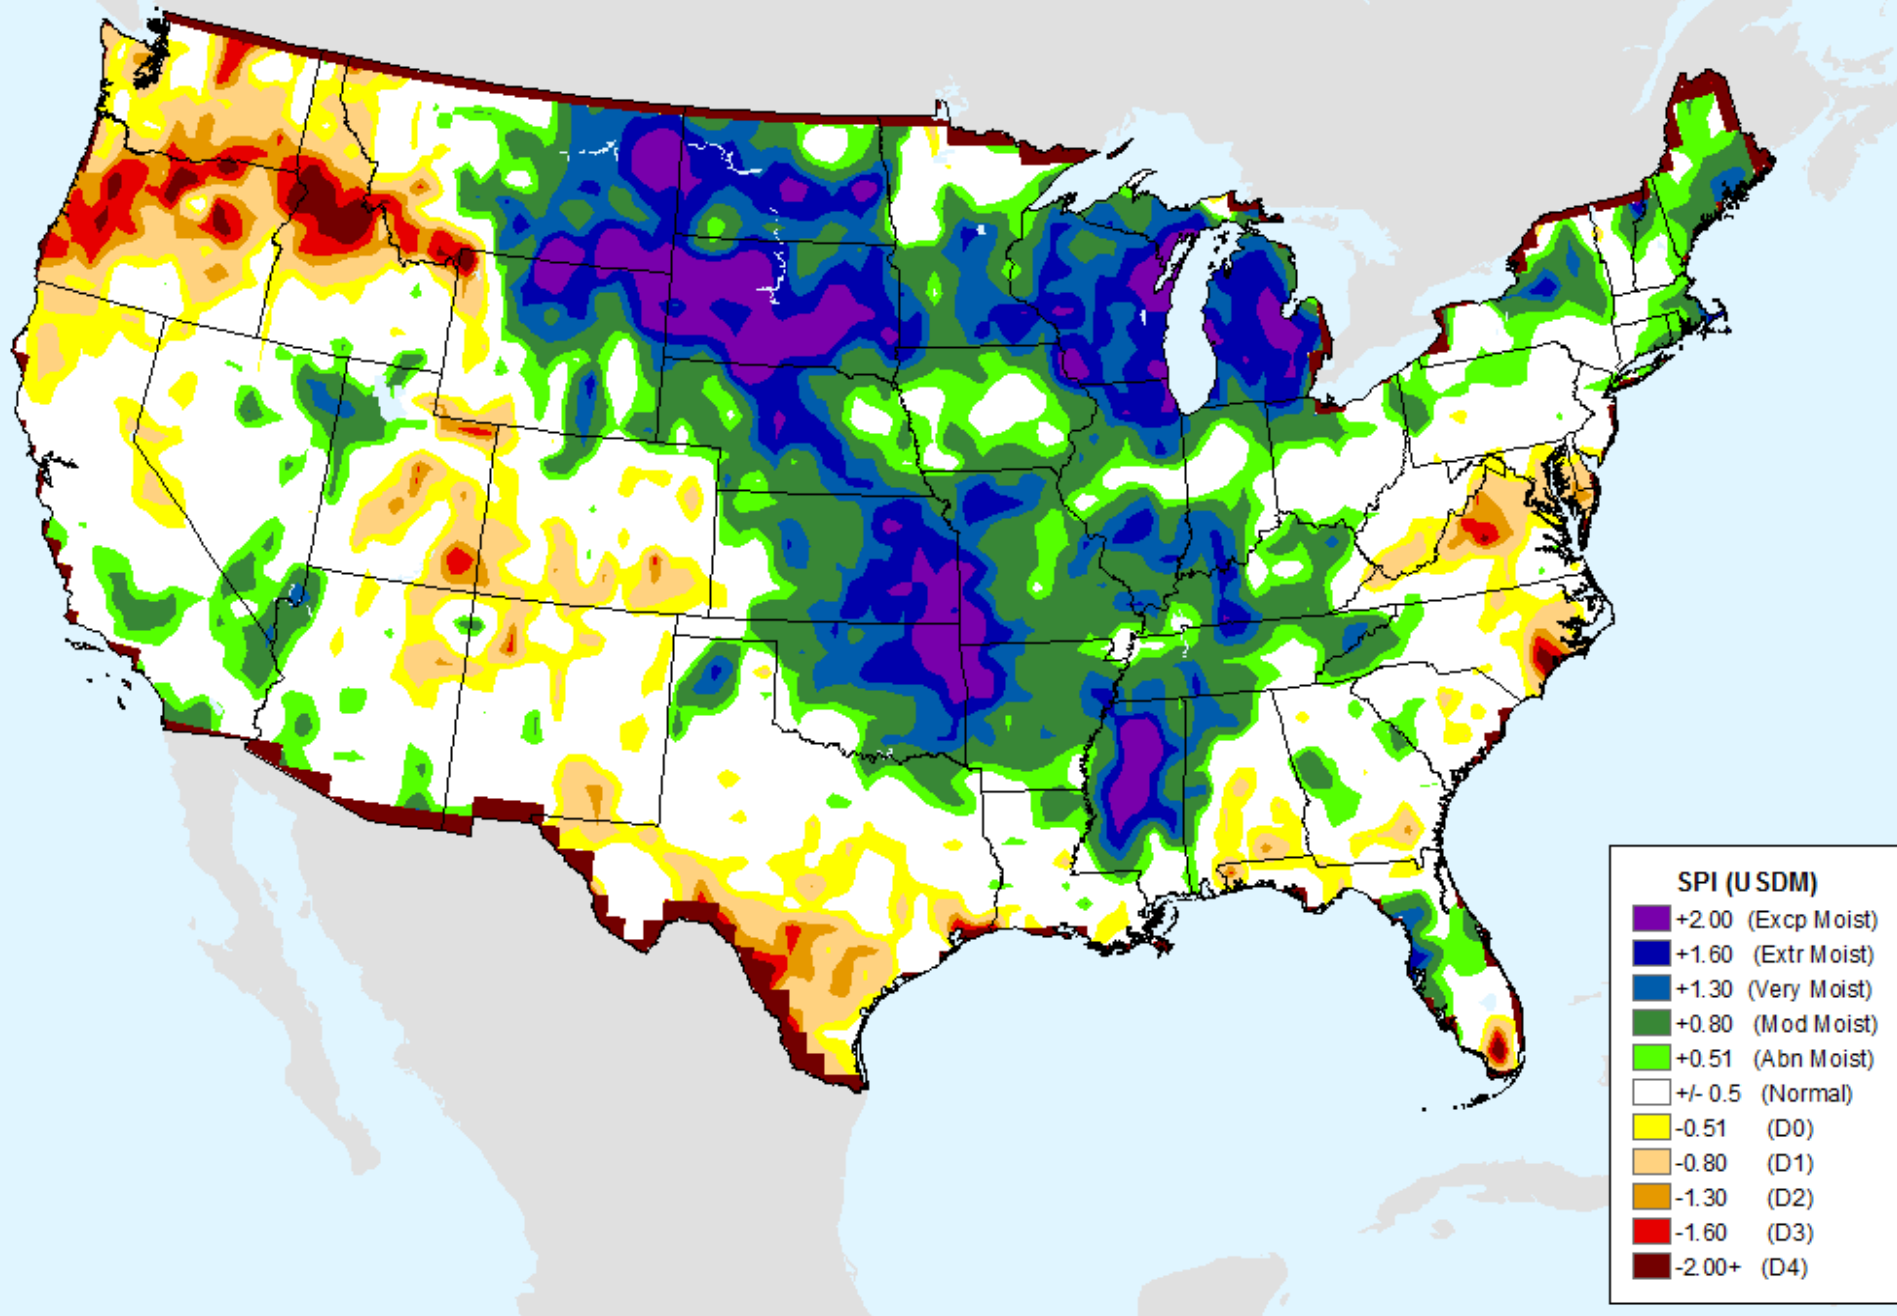 SPI (USDM)
+2.00 (Excp Moist)
+1.60 (Extr Moist)
+1.30 (Very Moist)
+0.80 (Mod Moist)
+0.51 (Abn Moist)
+/- 0.5 (Normal)
-0.51 (D0)
-0.80 (D1)
-1.30 (D2)
-1.60 (D3)
-2.00+ (D4)